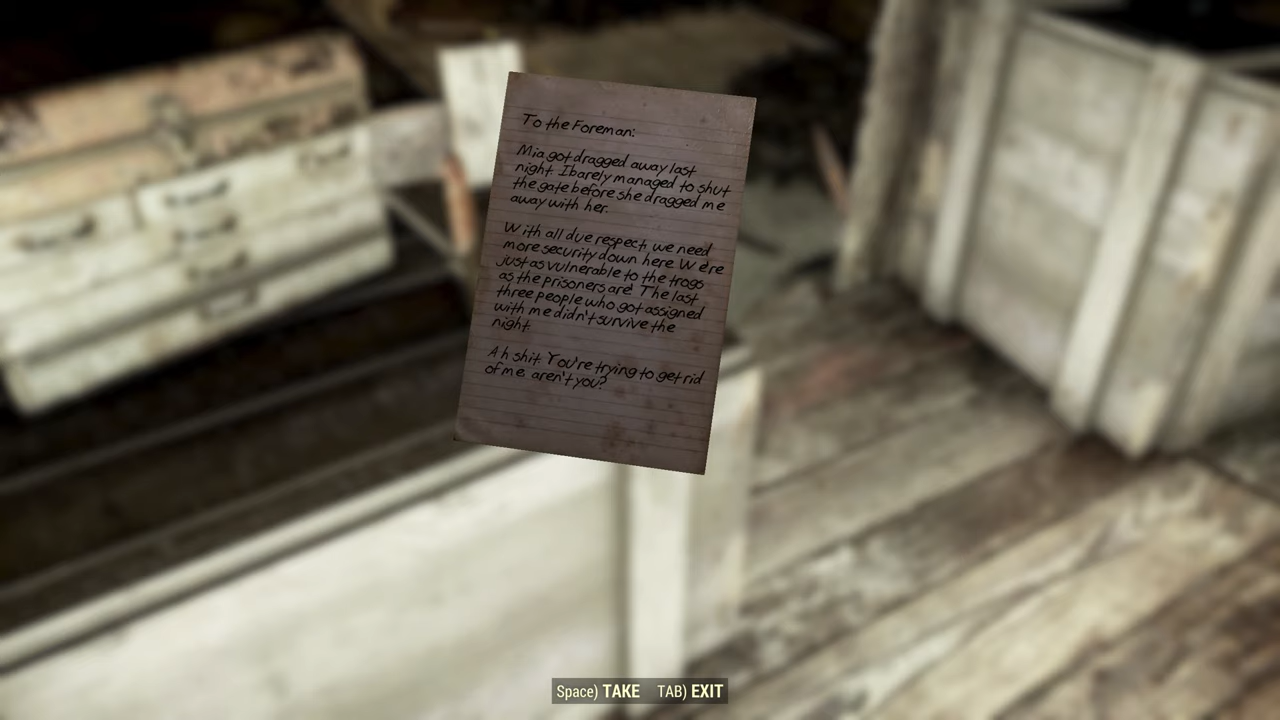 To the Foreman:
Mia got dragged away last
night. I barely managed to shut
the gate before she dragged me
away with her.
With all due respect, we need
more security down here. We're
just as vulnerable to the trogs
as the prisoners are. The last
three people who got assigned
with me didn't survive the
night.
Ah shit. You're trying to get rid
of me, aren't you?
Space) TAKE TAB) EXIT